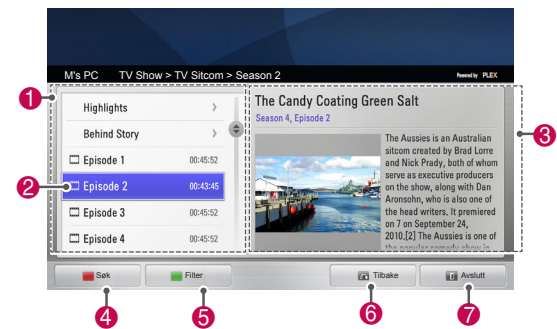 M's PC TV Show > TV Sitcom > Season 2
Powered by PLEX
1
Highlights >
Behind Story >
Episode 1 00:45:52
2
Episode 2 00:43:45
Episode 3 00:45:52
Episode 4 00:45:52
The Candy Coating Green Salt
Season 4, Episode 2
The Aussies is an Australian
sitcom created by Brad Lorre
and Nick Prady, both of whom
serve as executive producers
on the show, along with Dan
Aronsohn, who is also one of
the head writers. It premiered
on 7 on September 24,
2010,[2] The Aussies is one of
the popular comedy show in
3
Søk
Filter
Tilbake
Avslutt
4
5
6
7